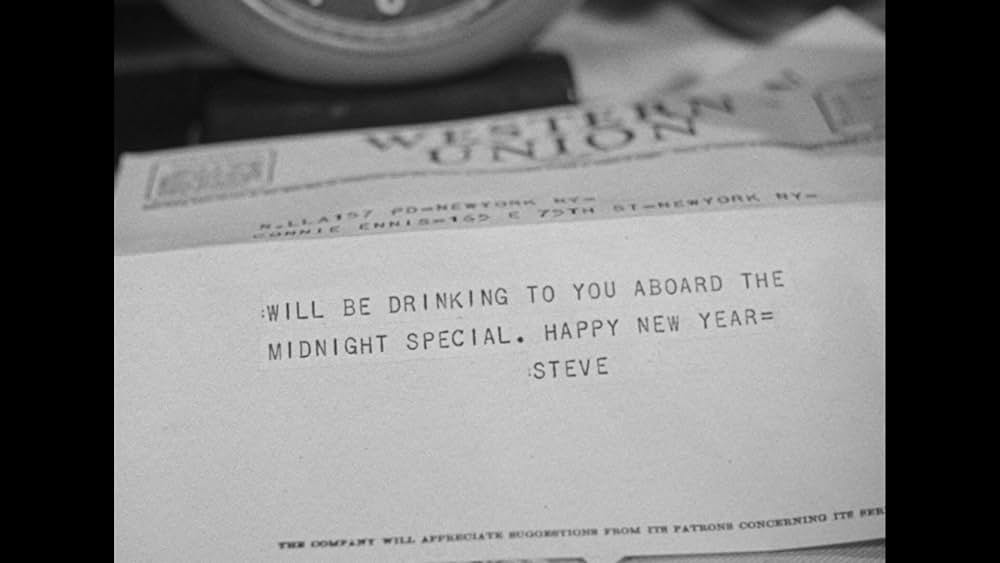 WESTERN
UNION
N.LLA157 PD=NEWYORK NY=
CONNIE ENNIS=165 E 75TH ST=NEWYORK NY=
:WILL BE DRINKING TO YOU ABOARD THE
MIDNIGHT SPECIAL. HAPPY NEW YEAR=
:STEVE
THE COMPANY WILL APPRECIATE SUGGESTIONS FROM ITS PATRONS CONCERNING ITS